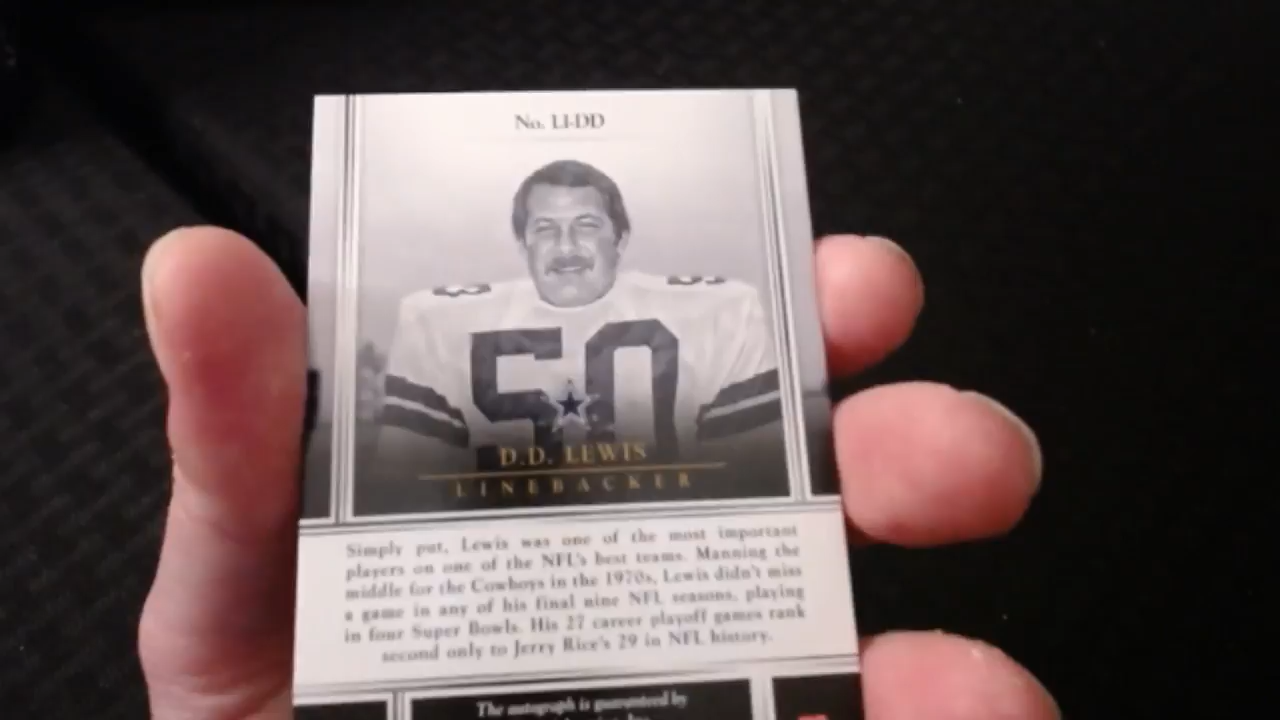 No. LI-DD
50
D.D. LEWIS
LINEBACKER
Simply put, Lewis was one of the most important
players on one of the NFL's best teams. Manning the
middle for the Cowboys in the 1970s, Lewis didn't miss
a game in any of his final nine NFL seasons, playing
in four Super Bowls. His 27 career playoff games rank
second only to Jerry Rice's 29 in NFL history.
The autograph is guaranteed by